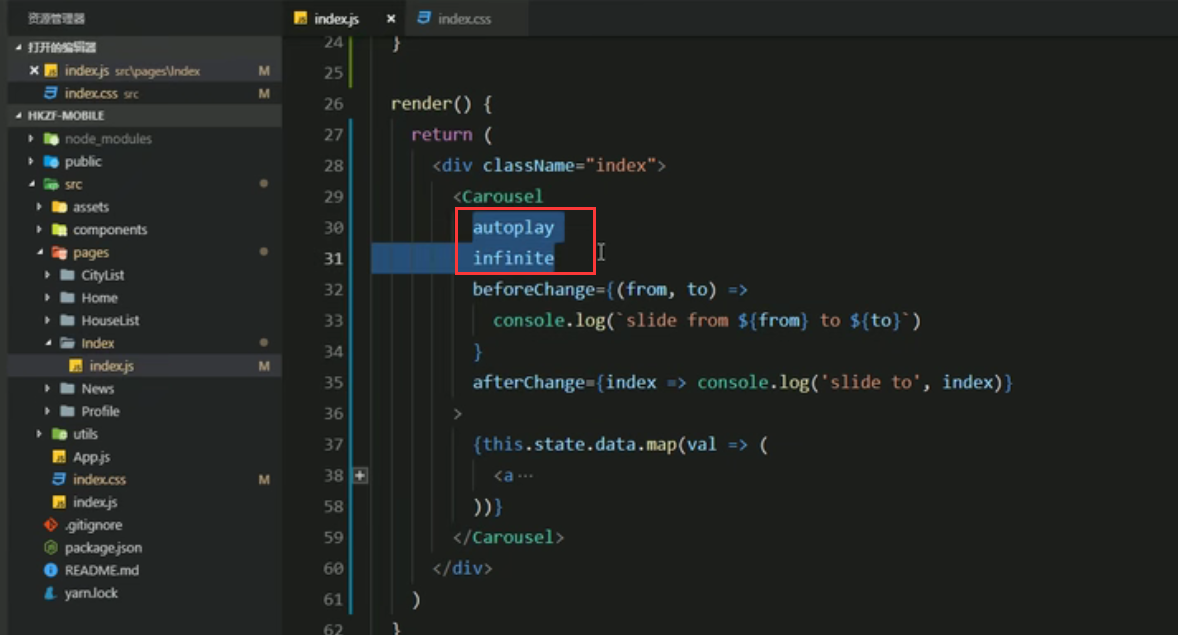 资源管理器
打开的编辑器
index.js src\pages\Index M
index.css src M
HKZF-MOBILE
node_modules
public
src
assets
components
pages
CityList
Home
HouseList
Index
index.js M
News
Profile
utils
App.js
index.css M
index.js
.gitignore
package.json
README.md
yarn.lock
index.js
index.css
24 }
25
26 render() {
27 return (
28 <div className="index">
29 <Carousel
30 autoplay
31 infinite
32 beforeChange={(from, to) =>
33 console.log(`slide from ${from} to ${to}`)
34 }
35 afterChange={index => console.log('slide to', index)}
36 >
37 {this.state.data.map(val => (
38 <a ···
58 ))}
59 </Carousel>
60 </div>
61 )
62 }